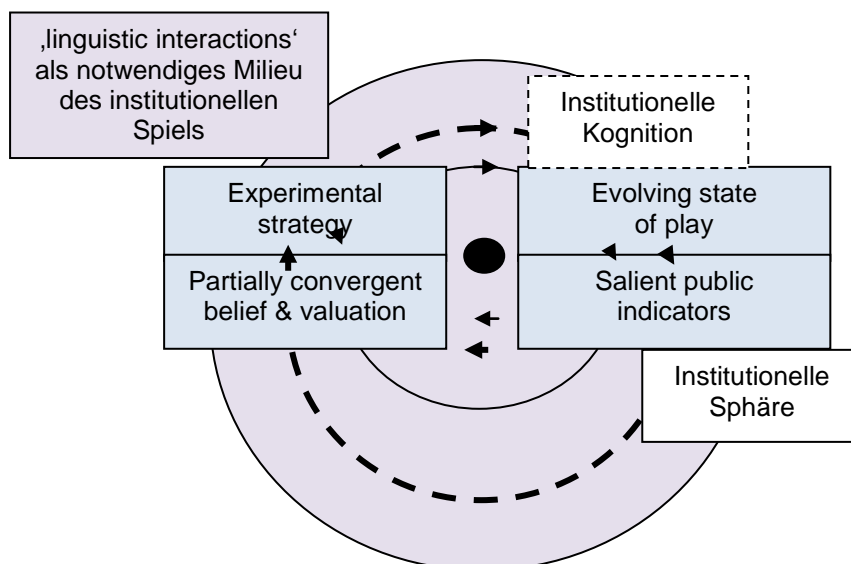 ‚linguistic interactions‘
als notwendiges Milieu
des institutionellen
Spiels
Institutionelle
Kognition
Experimental
strategy
Evolving state
of play
Partially convergent
belief & valuation
Salient public
indicators
Institutionelle
Sphäre